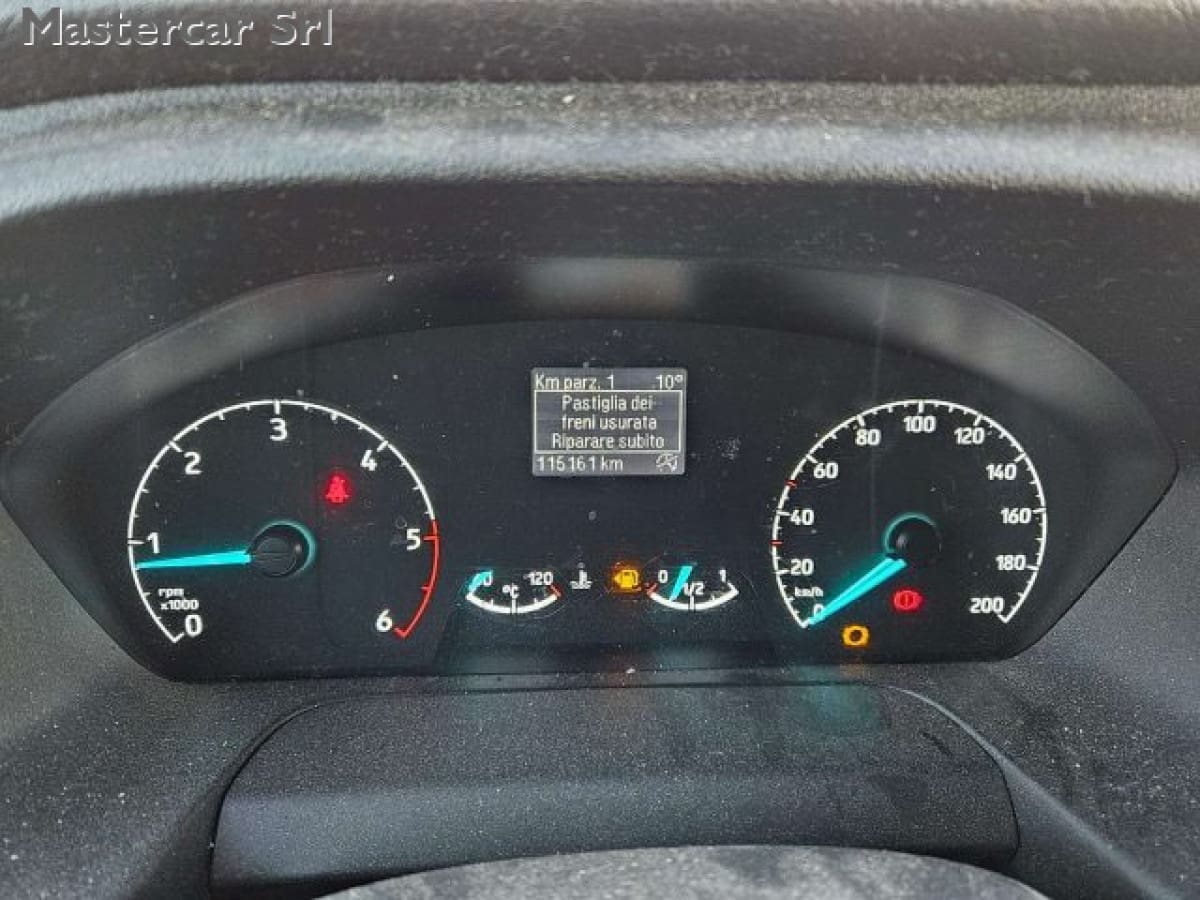 Mastercar Srl
Km parz. 1 10°
Pastiglia dei
freni usurata
Riparare subito
115161 km
0 1 2 3 4 5 6
rpm
x1000
60 °C 120
0 1/2 1
0 20 40 60 80 100 120 140 160 180 200
km/h